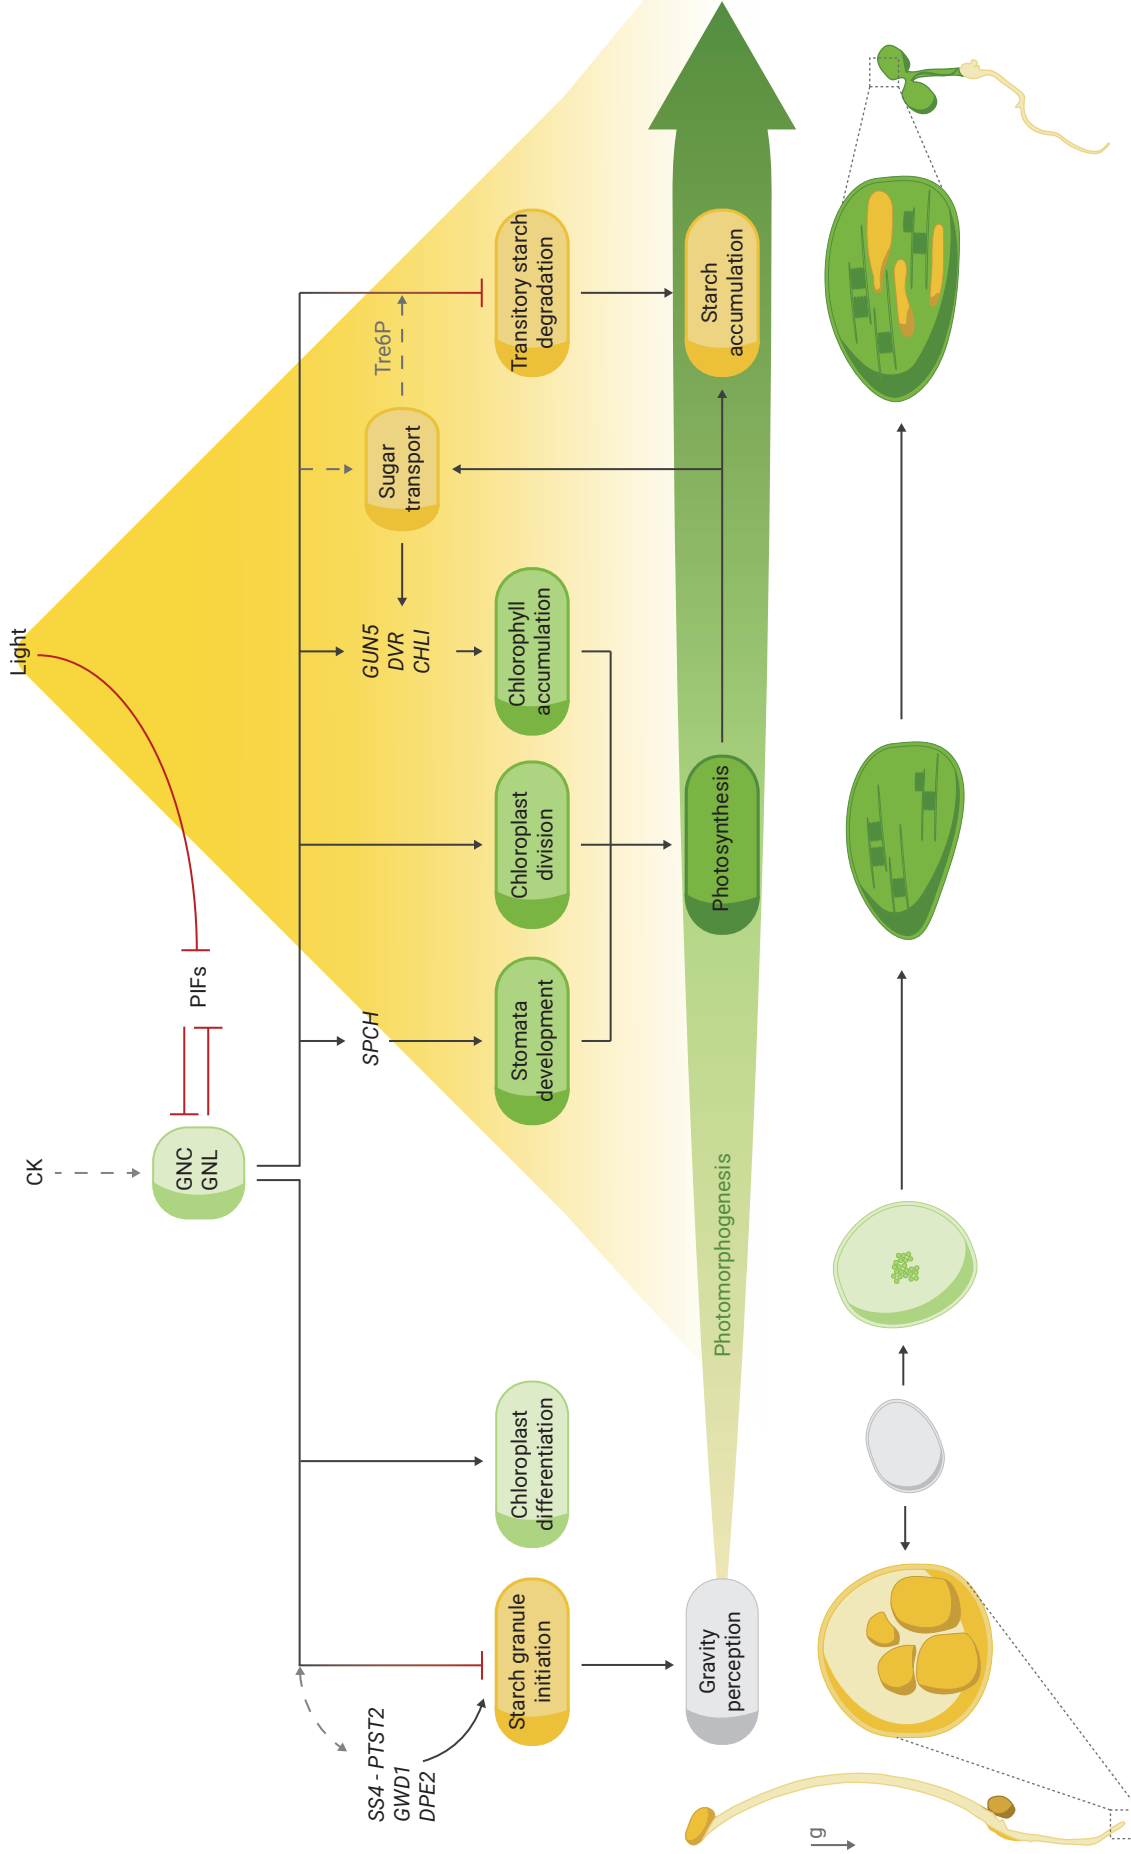 Light
CK
GNC
GNL
PIFs
SS4 - PTST2
GWD1
DPE2
SPCH
GUN5
DVR
CHLI
Sugar
transport
Tre6P
Starch granule
initiation
Chloroplast
differentiation
Stomata
development
Chloroplast
division
Chlorophyll
accumulation
Transitory starch
degradation
Gravity
perception
Photomorphogenesis
Photosynthesis
Starch
accumulation
g